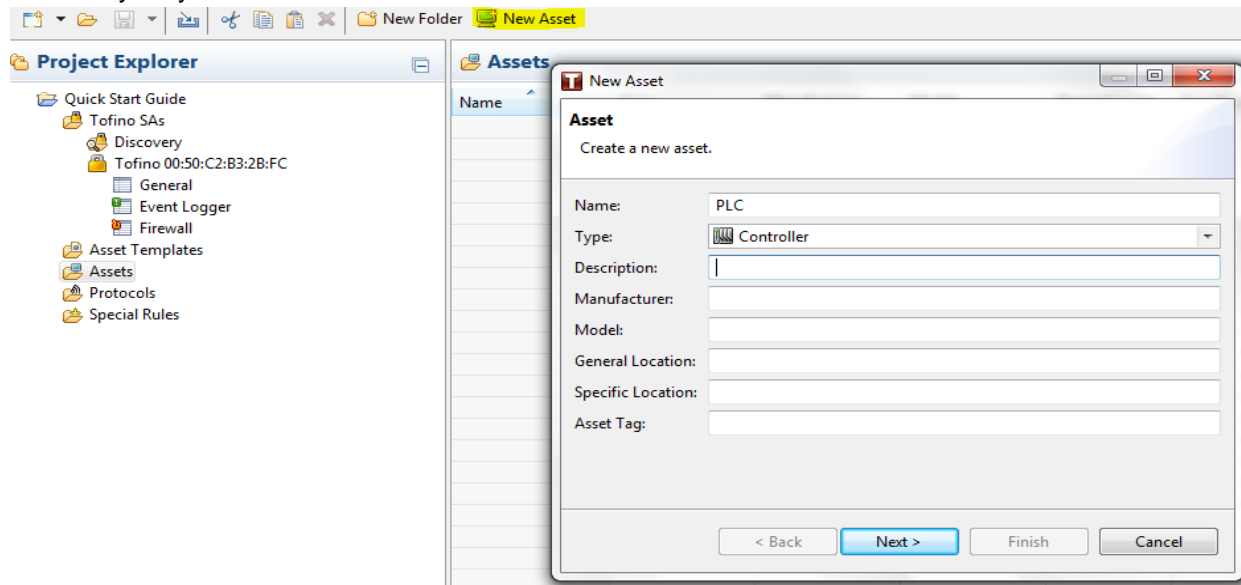 New Folder New Asset
Project Explorer
Quick Start Guide
Tofino SAs
Discovery
Tofino 00:50:C2:B3:2B:FC
General
Event Logger
Firewall
Asset Templates
Assets
Protocols
Special Rules
Assets
Name
New Asset
Asset
Create a new asset.
Name: PLC
Type: Controller
Description:
Manufacturer:
Model:
General Location:
Specific Location:
Asset Tag:
< Back Next > Finish Cancel